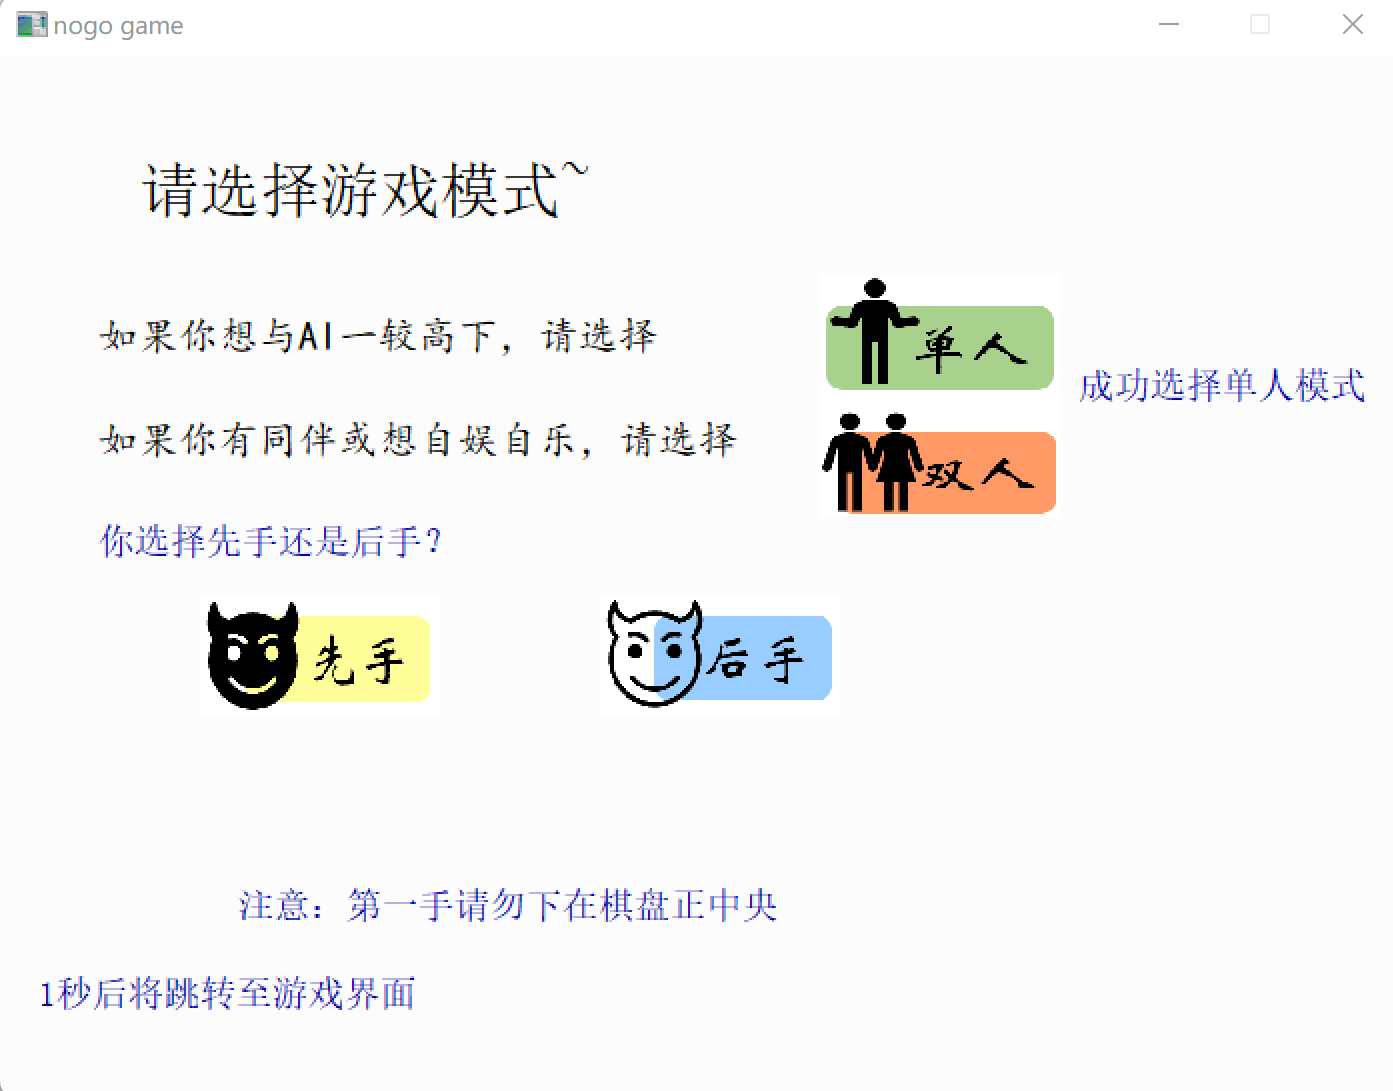 nogo game
请选择游戏模式~
如果你想与AI一较高下，请选择
单人
成功选择单人模式
如果你有同伴或想自娱自乐，请选择
双人
你选择先手还是后手？
先手
后手
注意：第一手请勿下在棋盘正中央
1秒后将跳转至游戏界面